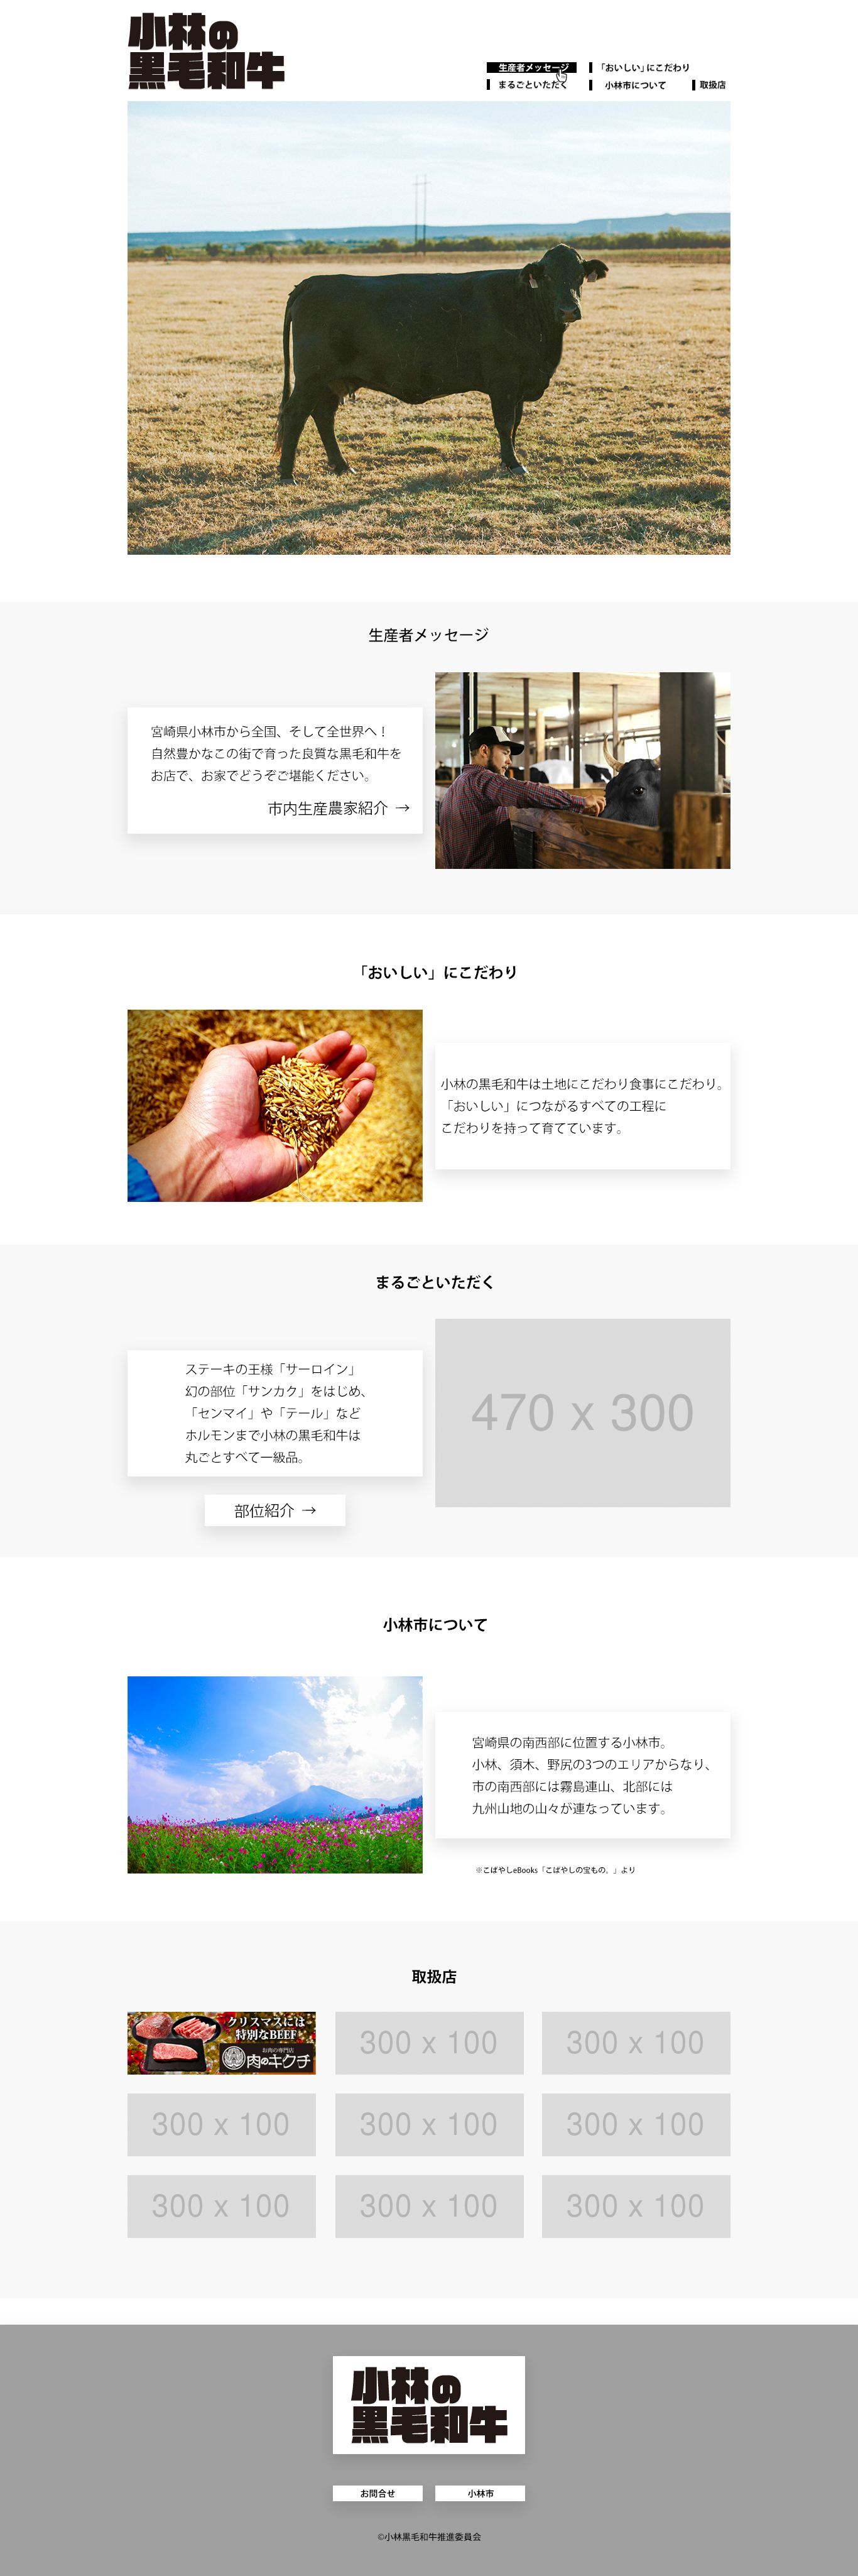 小林の
黒毛和牛
生産者メッセージ
「おいしい」にこだわり
まるごといただく
小林市について
取扱店
生産者メッセージ
宮崎県小林市から全国、そして全世界へ！
自然豊かなこの街で育った良質な黒毛和牛を
お店で、お家でどうぞご堪能ください。
市内生産農家紹介 →
「おいしい」にこだわり
小林の黒毛和牛は土地にこだわり食事にこだわり。
「おいしい」につながるすべての工程に
こだわりを持って育てています。
まるごといただく
ステーキの王様「サーロイン」
幻の部位「サンカク」をはじめ、
「センマイ」や「テール」など
ホルモンまで小林の黒毛和牛は
丸ごとすべて一級品。
470 x 300
部位紹介 →
小林市について
宮崎県の南西部に位置する小林市。
小林、須木、野尻の3つのエリアからなり、
市の南西部には霧島連山、北部には
九州山地の山々が連なっています。
※こばやしeBooks「こばやしの宝もの。」より
取扱店
クリスマスには
特別なBEEF
お肉の専門店
肉のキクチ
300 x 100
300 x 100
300 x 100
300 x 100
300 x 100
300 x 100
300 x 100
300 x 100
小林の
黒毛和牛
お問合せ
小林市
©小林黒毛和牛推進委員会